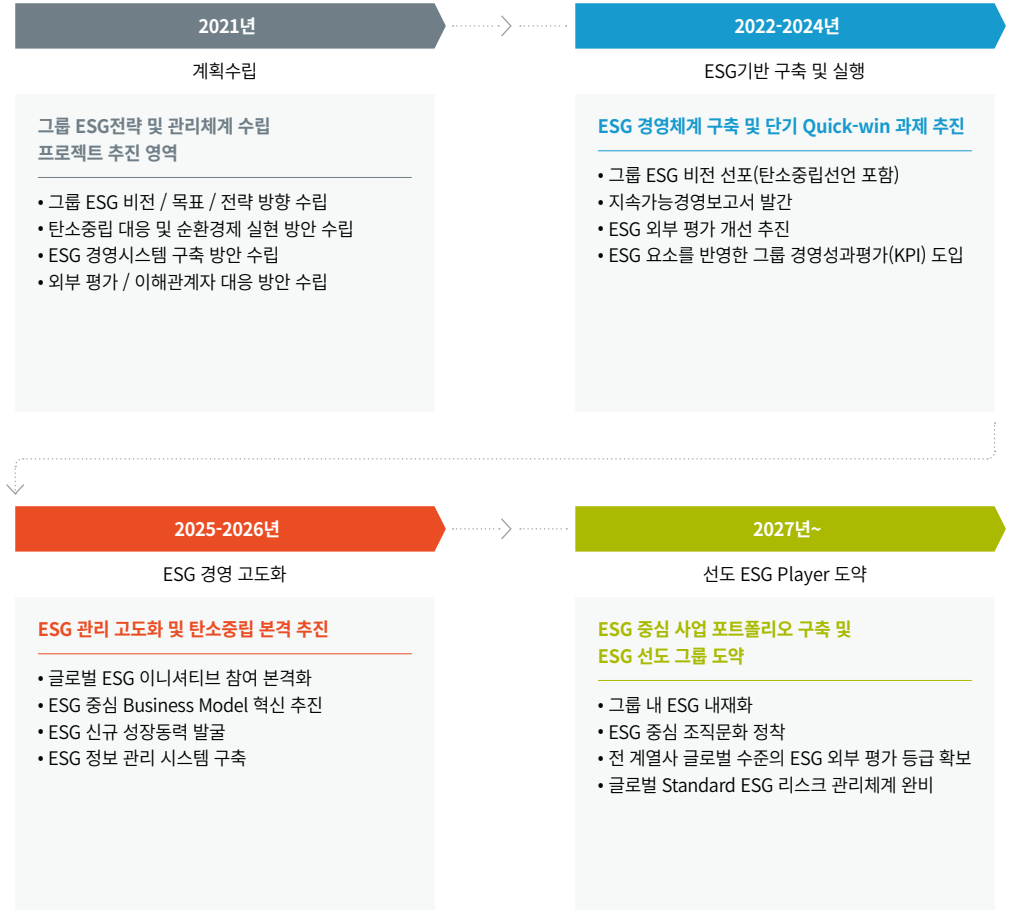 2021년
계획수립
그룹 ESG전략 및 관리체계 수립
프로젝트 추진 영역
• 그룹 ESG 비전 / 목표 / 전략 방향 수립
• 탄소중립 대응 및 순환경제 실현 방안 수립
• ESG 경영시스템 구축 방안 수립
• 외부 평가 / 이해관계자 대응 방안 수립
2022-2024년
ESG기반 구축 및 실행
ESG 경영체계 구축 및 단기 Quick-win 과제 추진
• 그룹 ESG 비전 선포(탄소중립선언 포함)
• 지속가능경영보고서 발간
• ESG 외부 평가 개선 추진
• ESG 요소를 반영한 그룹 경영성과평가(KPI) 도입
2025-2026년
ESG 경영 고도화
ESG 관리 고도화 및 탄소중립 본격 추진
• 글로벌 ESG 이니셔티브 참여 본격화
• ESG 중심 Business Model 혁신 추진
• ESG 신규 성장동력 발굴
• ESG 정보 관리 시스템 구축
2027년~
선도 ESG Player 도약
ESG 중심 사업 포트폴리오 구축 및
ESG 선도 그룹 도약
• 그룹 내 ESG 내재화
• ESG 중심 조직문화 정착
• 전 계열사 글로벌 수준의 ESG 외부 평가 등급 확보
• 글로벌 Standard ESG 리스크 관리체계 완비